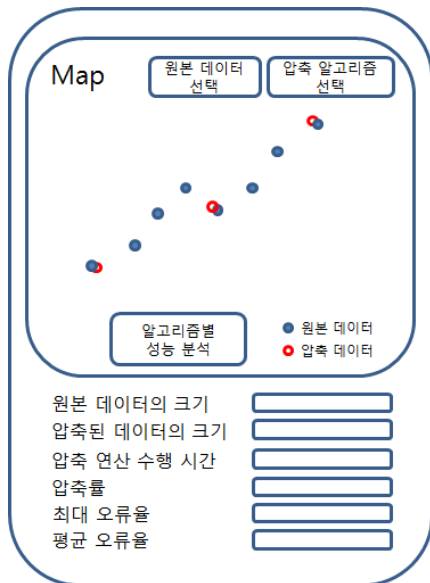 Map
원본 데이터
선택
압축 알고리즘
선택
알고리즘별
성능 분석
원본 데이터
압축 데이터
원본 데이터의 크기
압축된 데이터의 크기
압축 연산 수행 시간
압축률
최대 오류율
평균 오류율